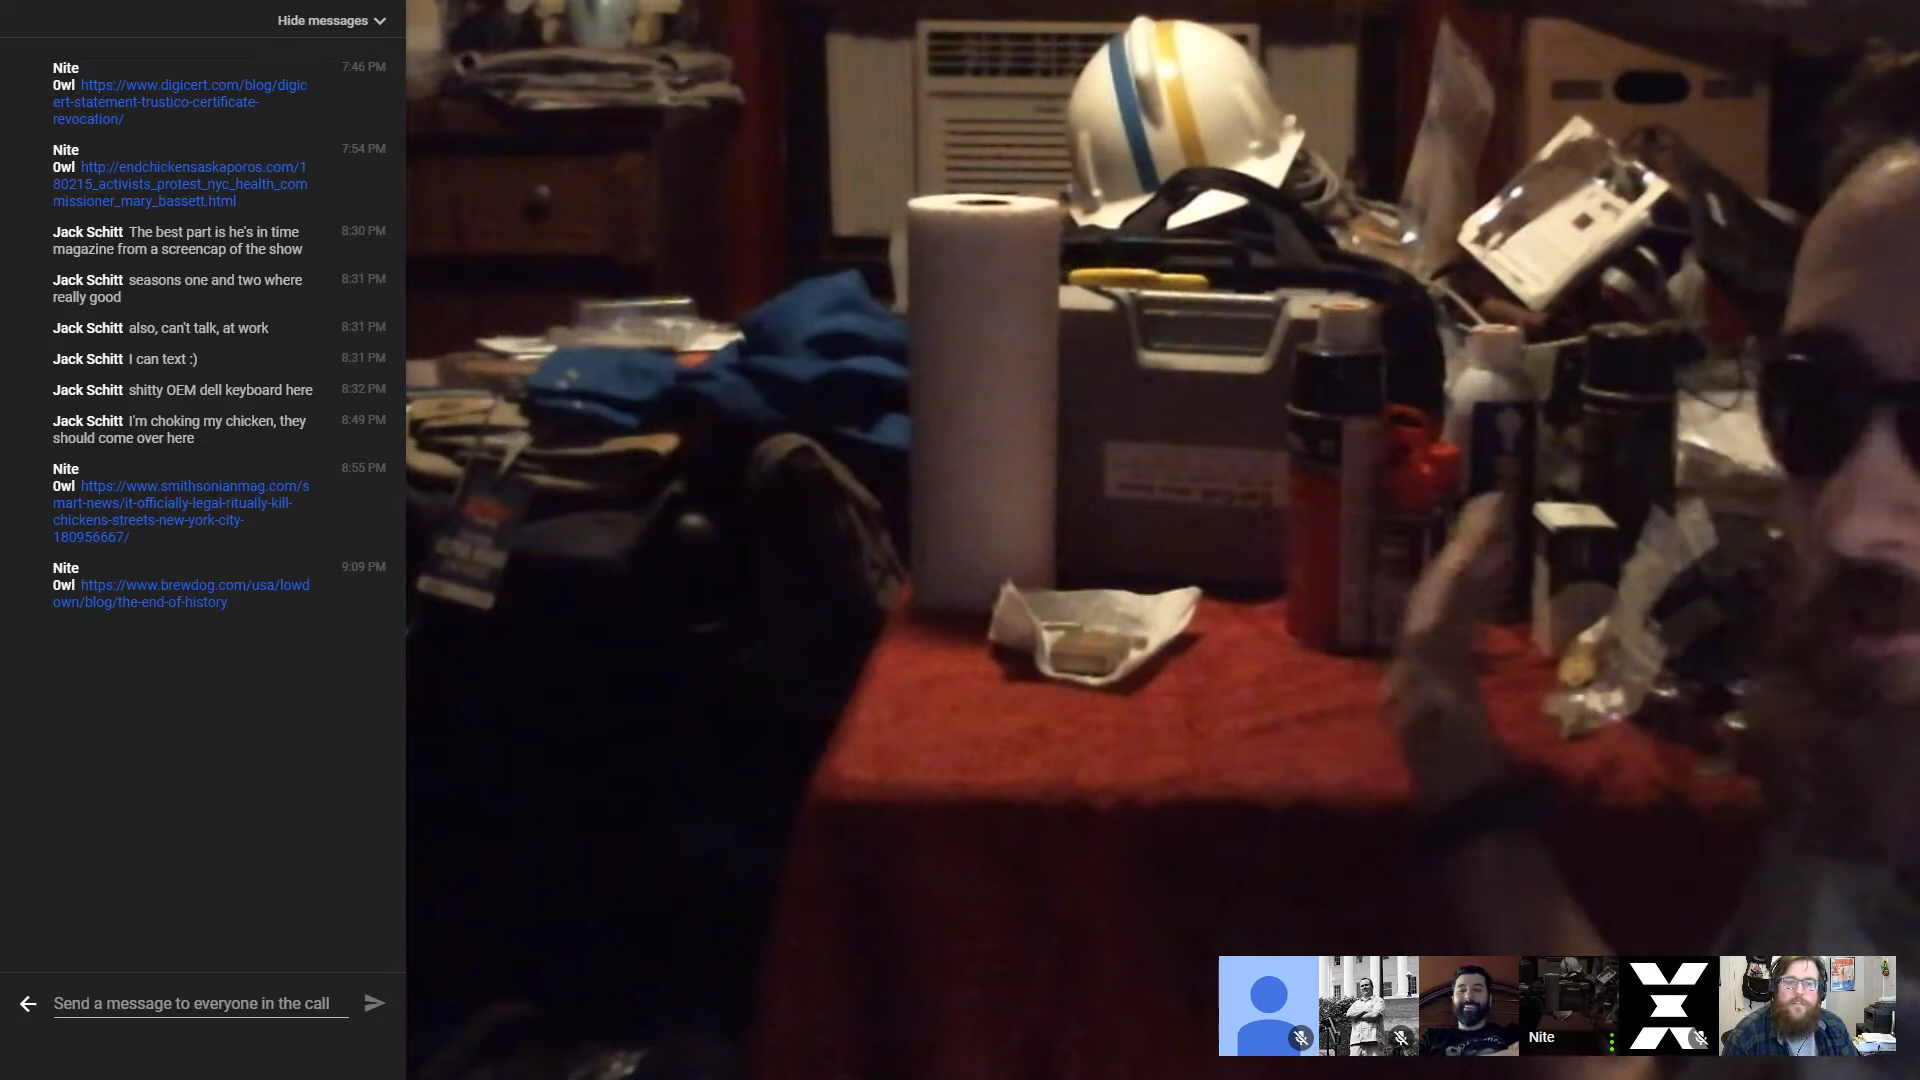 Hide messages
Nite 7:46 PM
0wl https://www.digicert.com/blog/digic
ert-statement-trustico-certificate-
revocation/
Nite 7:54 PM
0wl http://endchickensaskaporos.com/1
80215_activists_protest_nyc_health_com
missioner_mary_bassett.html
Jack Schitt The best part is he's in time 8:30 PM
magazine from a screencap of the show
Jack Schitt seasons one and two where 8:31 PM
really good
Jack Schitt also, can't talk, at work 8:31 PM
Jack Schitt I can text :) 8:31 PM
Jack Schitt shitty OEM dell keyboard here 8:32 PM
Jack Schitt I'm choking my chicken, they 8:49 PM
should come over here
Nite 8:55 PM
0wl https://www.smithsonianmag.com/s
mart-news/it-officially-legal-ritually-kill-
chickens-streets-new-york-city-
180956667/
Nite 9:09 PM
0wl https://www.brewdog.com/usa/lowd
own/blog/the-end-of-history
Send a message to everyone in the call
Nite